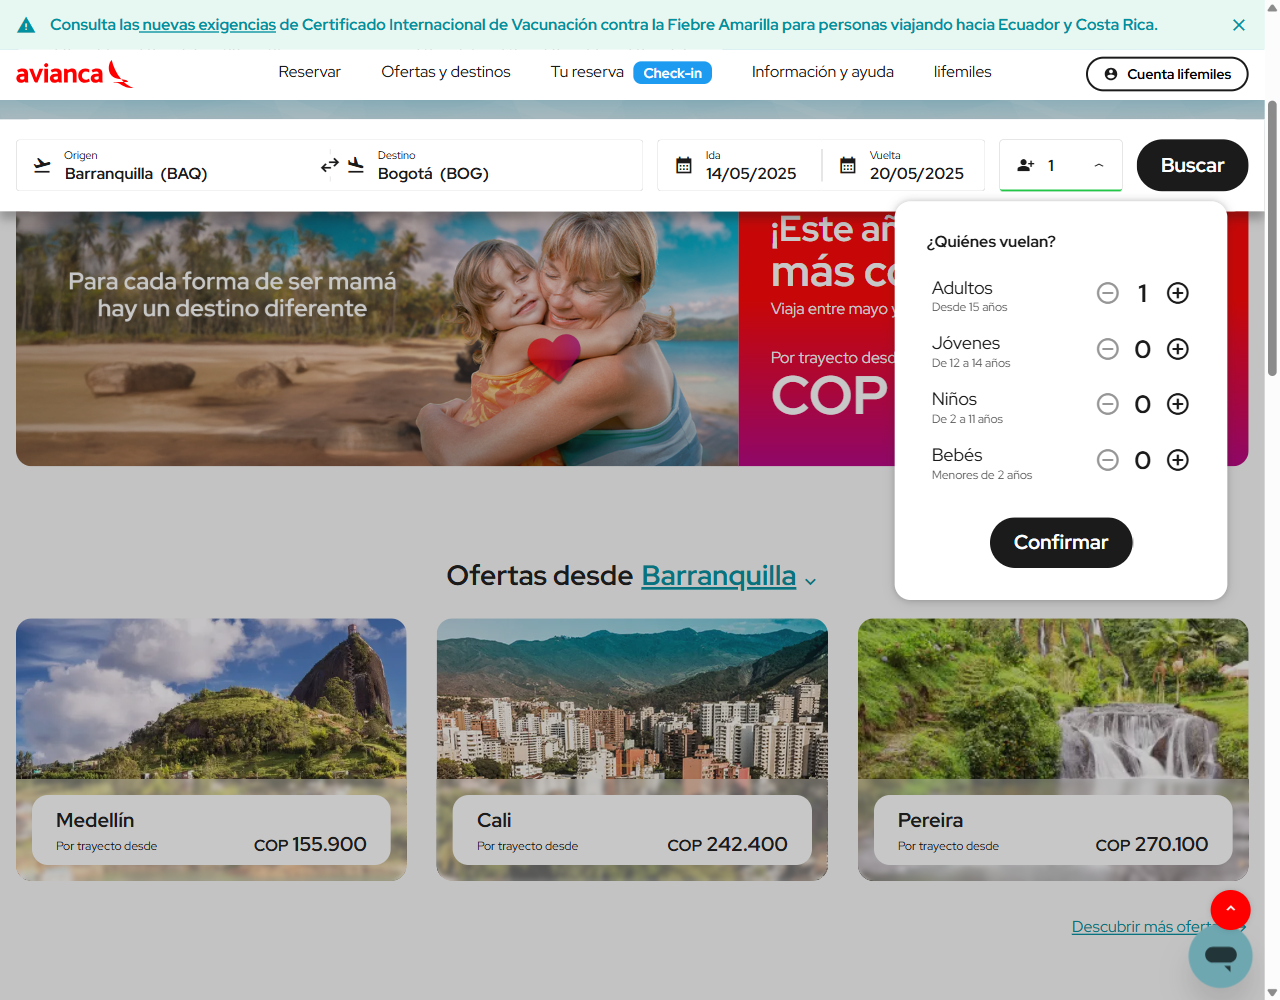 Consulta las nuevas exigencias de Certificado Internacional de Vacunación contra la Fiebre Amarilla para personas viajando hacia Ecuador y Costa Rica.
avianca
Reservar
Ofertas y destinos
Tu reserva
Check-in
Información y ayuda
lifemiles
Cuenta lifemiles
Origen
Barranquilla (BAQ)
Destino
Bogotá (BOG)
Ida
14/05/2025
Vuelta
20/05/2025
1
Buscar
Para cada forma de ser mamá
hay un destino diferente
¡Este
más
Viaja entre mayo
Por trayecto
COP
¿Quiénes vuelan?
Adultos
Desde 15 años
1
Jóvenes
De 12 a 14 años
0
Niños
De 2 a 11 años
0
Bebés
Menores de 2 años
0
Confirmar
Ofertas desde Barranquilla
Medellín
Por trayecto desde
COP 155.900
Cali
Por trayecto desde
COP 242.400
Pereira
Por trayecto desde
COP 270.100
Descubrir más